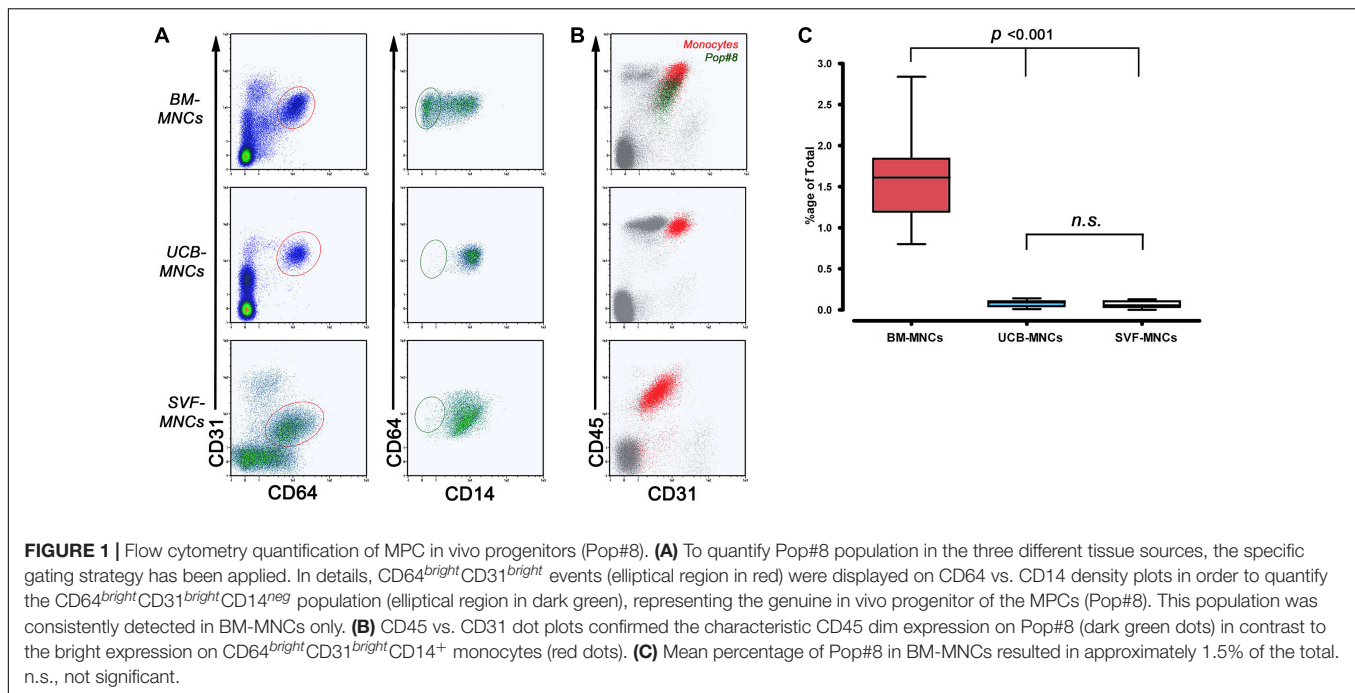 A
B
C
BM-
MNCs
UCB-
MNCs
SVF-
MNCs
CD31
CD64
CD64
CD14
Monocytes
Pop#8
CD45
CD31
p <0.001
n.s.
%age of Total
3.0
2.5
2.0
1.5
1.0
0.5
0.0
BM-MNCs UCB-MNCs SVF-MNCs
FIGURE 1 | Flow cytometry quantification of MPC in vivo progenitors (Pop#8). (A) To quantify Pop#8 population in the three different tissue sources, the specific
gating strategy has been applied. In details, CD64brightCD31bright events (elliptical region in red) were displayed on CD64 vs. CD14 density plots in order to quantify
the CD64brightCD31brightCD14neg population (elliptical region in dark green), representing the genuine in vivo progenitor of the MPCs (Pop#8). This population was
consistently detected in BM-MNCs only. (B) CD45 vs. CD31 dot plots confirmed the characteristic CD45 dim expression on Pop#8 (dark green dots) in contrast to
the bright expression on CD64brightCD31brightCD14+ monocytes (red dots). (C) Mean percentage of Pop#8 in BM-MNCs resulted in approximately 1.5% of the total.
n.s., not significant.